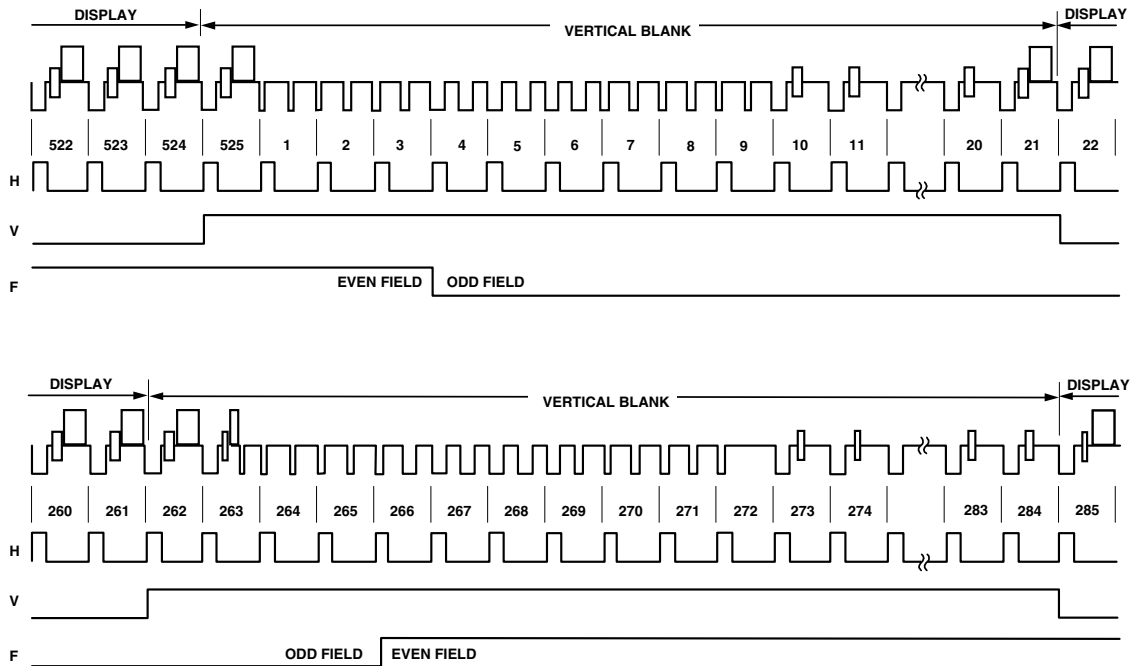 DISPLAY
VERTICAL BLANK
DISPLAY
522 523 524 525 1 2 3 4 5 6 7 8 9 10 11 20 21 22
H
V
EVEN FIELD ODD FIELD
F
DISPLAY
VERTICAL BLANK
DISPLAY
260 261 262 263 264 265 266 267 268 269 270 271 272 273 274 283 284 285
H
V
ODD FIELD EVEN FIELD
F